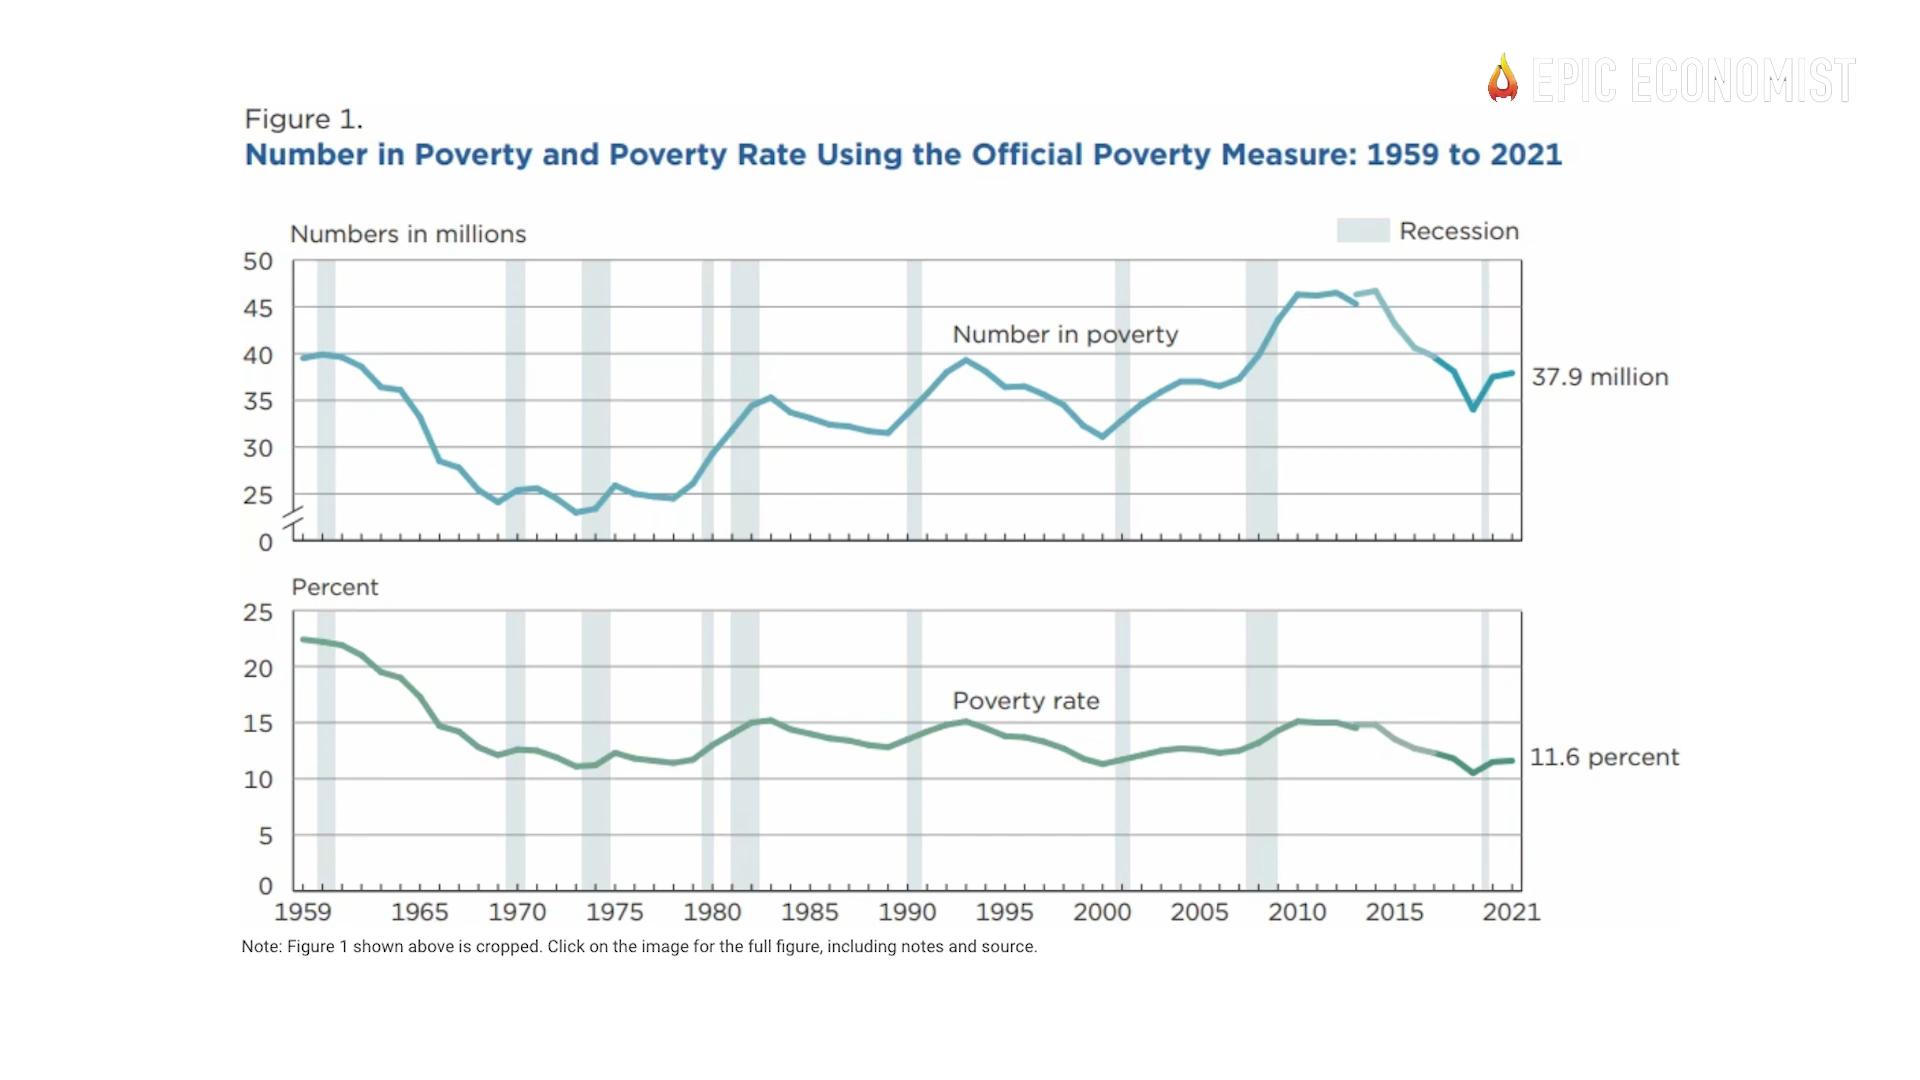 EPIC ECONOMIST
Figure 1.
Number in Poverty and Poverty Rate Using the Official Poverty Measure: 1959 to 2021
Numbers in millions
Recession
50
45
Number in poverty
40
37.9 million
35
30
25
0
Percent
25
20
Poverty rate
15
11.6 percent
10
5
0
1959 1965 1970 1975 1980 1985 1990 1995 2000 2005 2010 2015 2021
Note: Figure 1 shown above is cropped. Click on the image for the full figure, including notes and source.